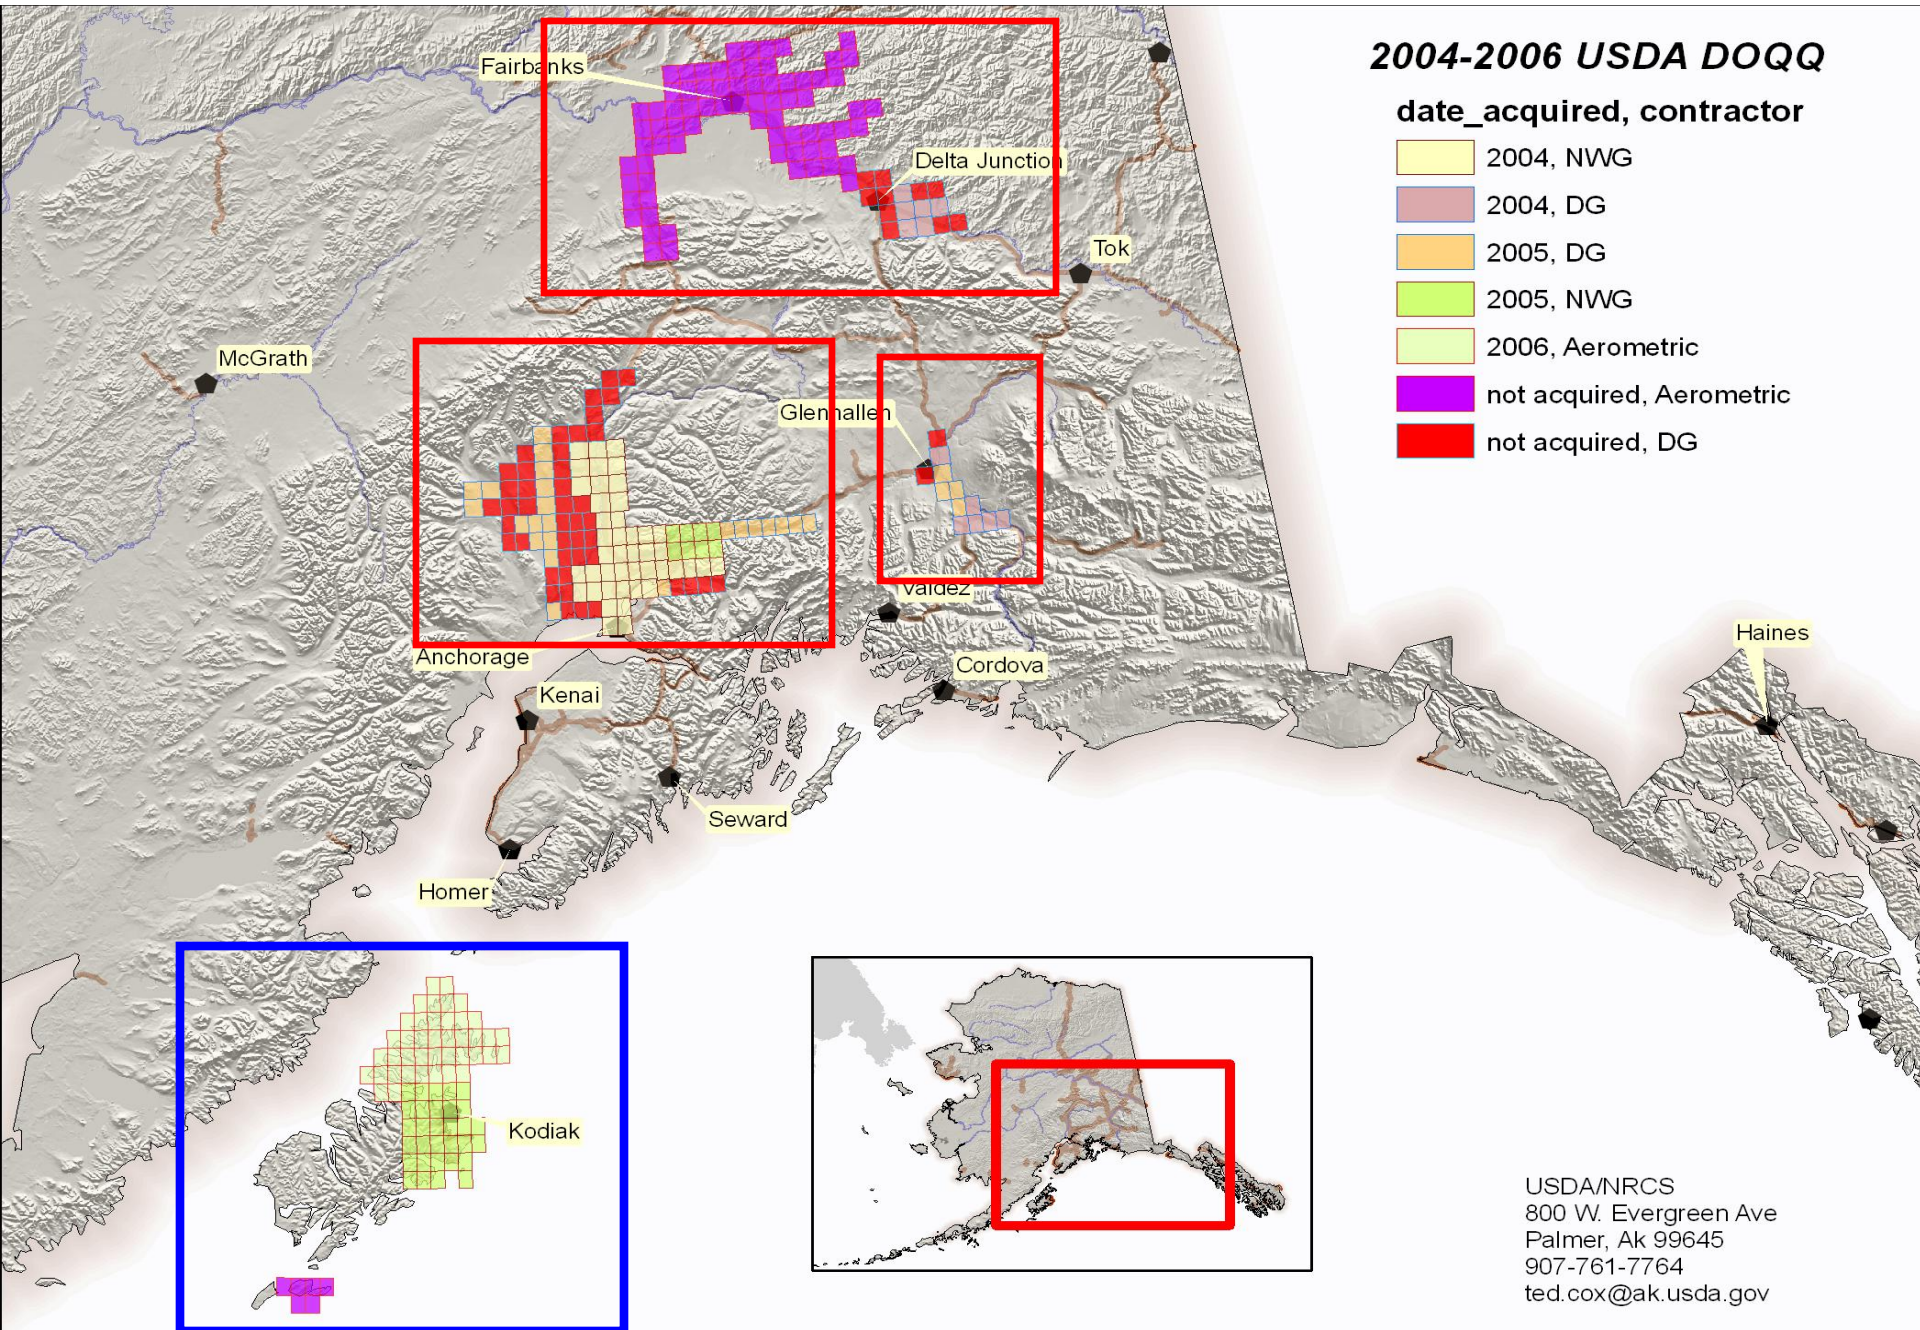 2004-2006 USDA DOQQ
date_acquired, contractor
2004, NWG
2004, DG
2005, DG
2005, NWG
2006, Aerometric
not acquired, Aerometric
not acquired, DG
Fairbanks
Delta Junction
Tok
McGrath
Glennallen
Valdez
Anchorage
Cordova
Haines
Kenai
Seward
Homer
Kodiak
USDA/NRCS
800 W. Evergreen Ave
Palmer, Ak 99645
907-761-7764
ted.cox@ak.usda.gov